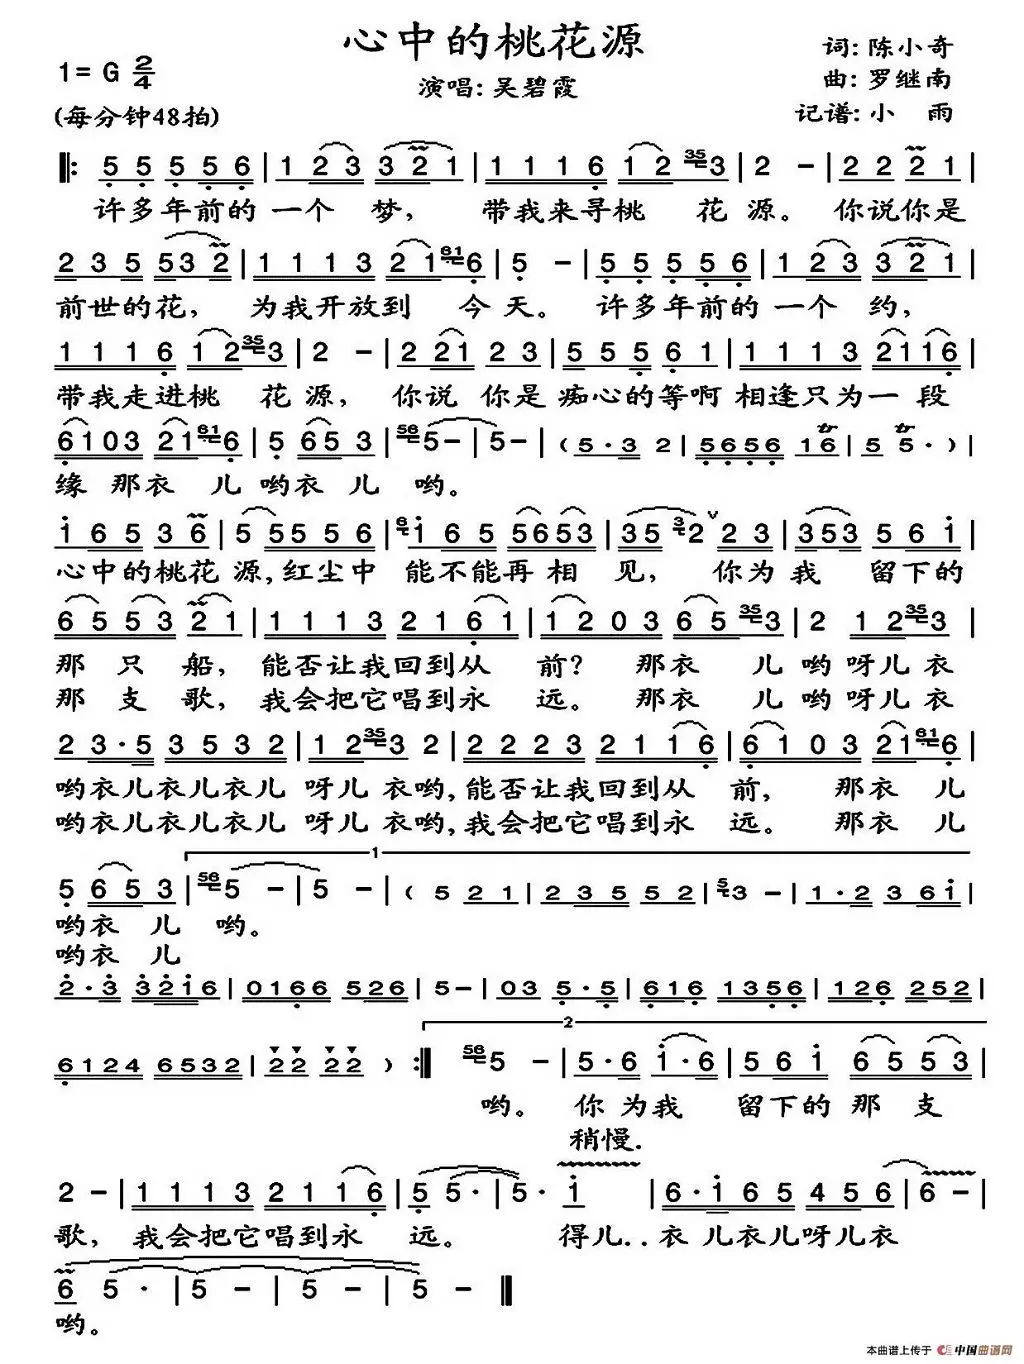 心中的桃花源
1= G 2/4
演唱: 吴碧霞
词: 陈小奇
曲: 罗继南
(每分钟48拍)
记谱: 小 雨
许多年前的一个 梦， 带我来寻桃 花 源。 你说你是
前世的花， 为我开放到 今 天。 许多年前的一个 约，
带我走进桃 花 源， 你说 你是 痴心的等啊 相逢只为一段
缘 那衣 儿 哟衣 儿 哟。
心中的桃花 源, 红尘中 能不能再 相 见， 你为 我 留下的
那 只 船， 能否让我回到从 前？ 那衣 儿 哟 呀儿 衣
那 支 歌， 我会把它唱到永 远。 那衣 儿 哟 呀儿 衣
哟衣儿衣儿衣儿 呀儿 衣哟, 能否让我回到从 前， 那衣 儿
哟衣儿衣儿衣儿 呀儿 衣哟, 我会把它唱到永 远。 那衣 儿
1
哟衣 儿 哟。
哟衣 儿
2
哟。 你 为我 留下的 那 支
稍慢.
歌， 我会把它唱到永 远。 得儿.. 衣 儿衣儿呀儿衣
哟。
本曲谱上传于 中国曲谱网